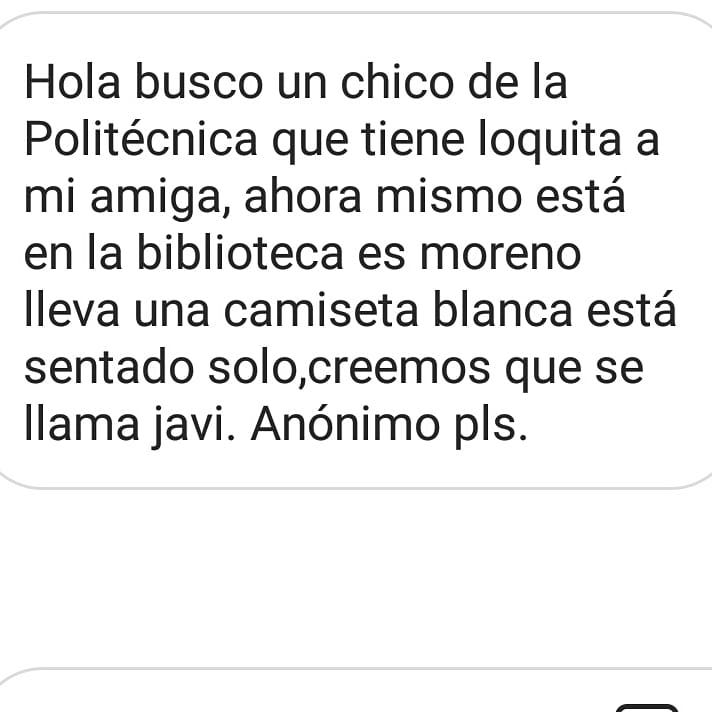 Hola busco un chico de la
Politécnica que tiene loquita a
mi amiga, ahora mismo está
en la biblioteca es moreno
lleva una camiseta blanca está
sentado solo,creemos que se
llama javi. Anónimo pls.